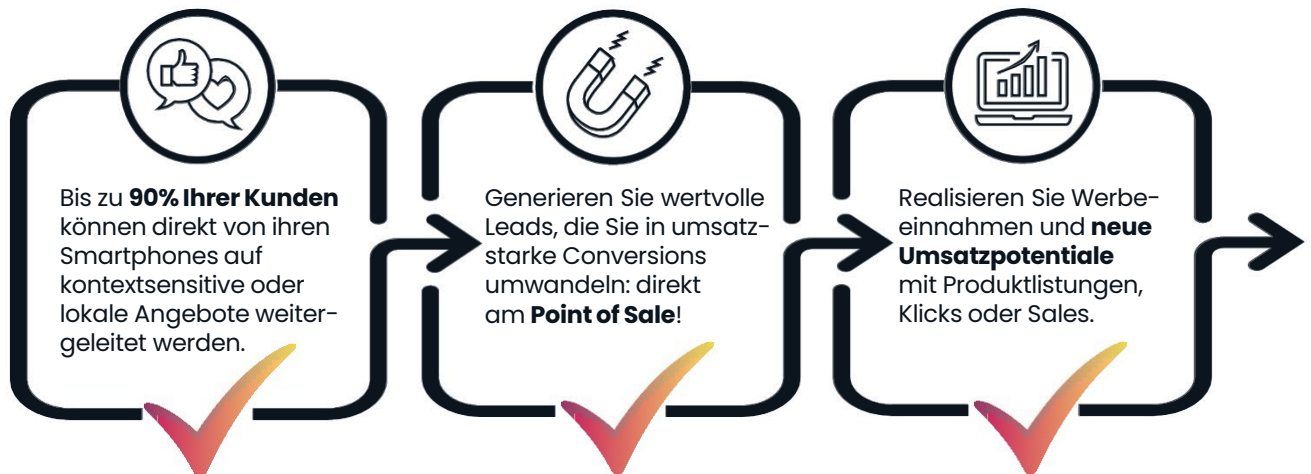 Bis zu 90% Ihrer Kunden
können direkt von ihren
Smartphones auf
kontextsensitive oder
lokale Angebote weiter-
geleitet werden.
Generieren Sie wertvolle
Leads, die Sie in umsatz-
starke Conversions
umwandeln: direkt
am Point of Sale!
Realisieren Sie Werbe-
einnahmen und neue
Umsatzpotentiale
mit Produktlistungen,
Klicks oder Sales.